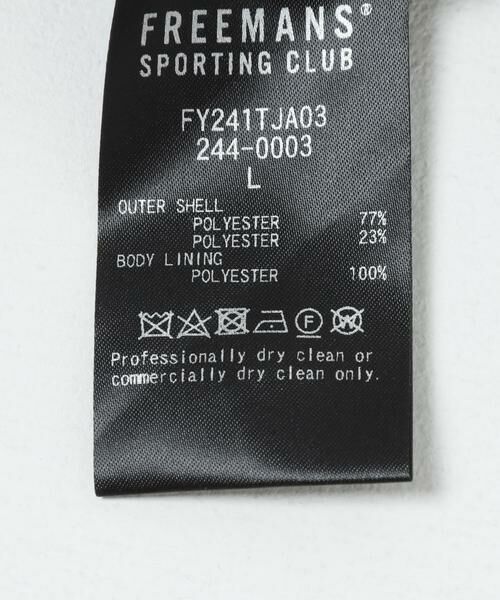 FREEMANS®
SPORTING CLUB
FY241TJA03
244-0003
L
OUTER SHELL
POLYESTER 77%
POLYESTER 23%
BODY LINING
POLYESTER 100%
F W
Professionally dry clean or
commercially dry clean only.